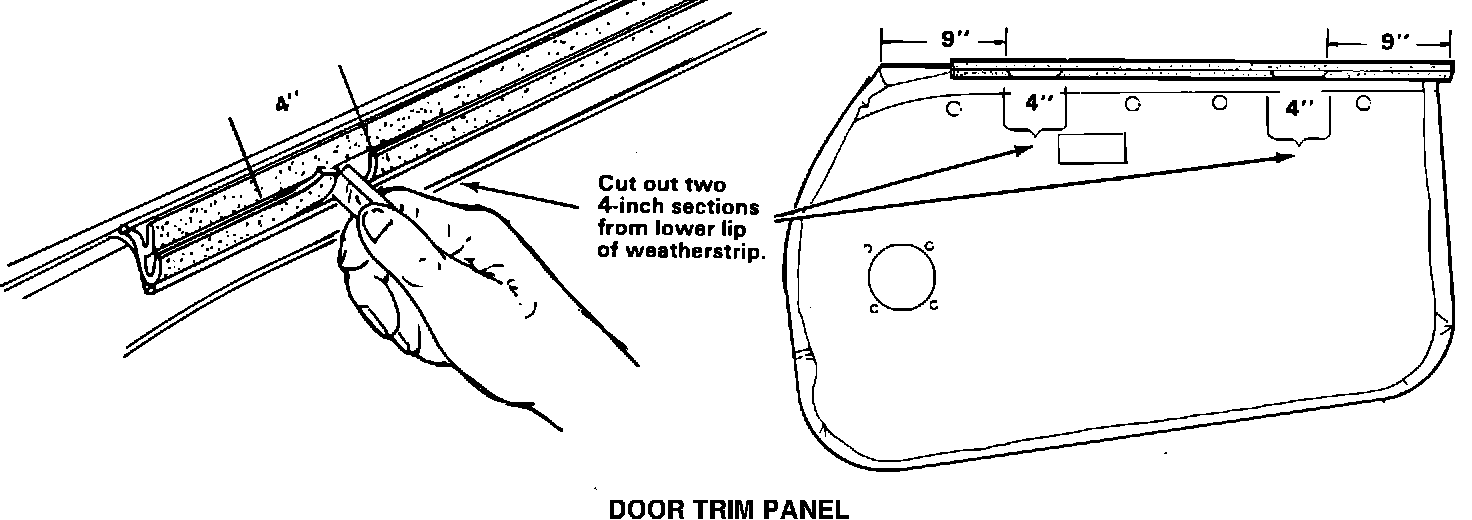 9″
9″
4″
4″
4″
Cut out two
4-inch sections
from lower lip
of weatherstrip.
DOOR TRIM PANEL